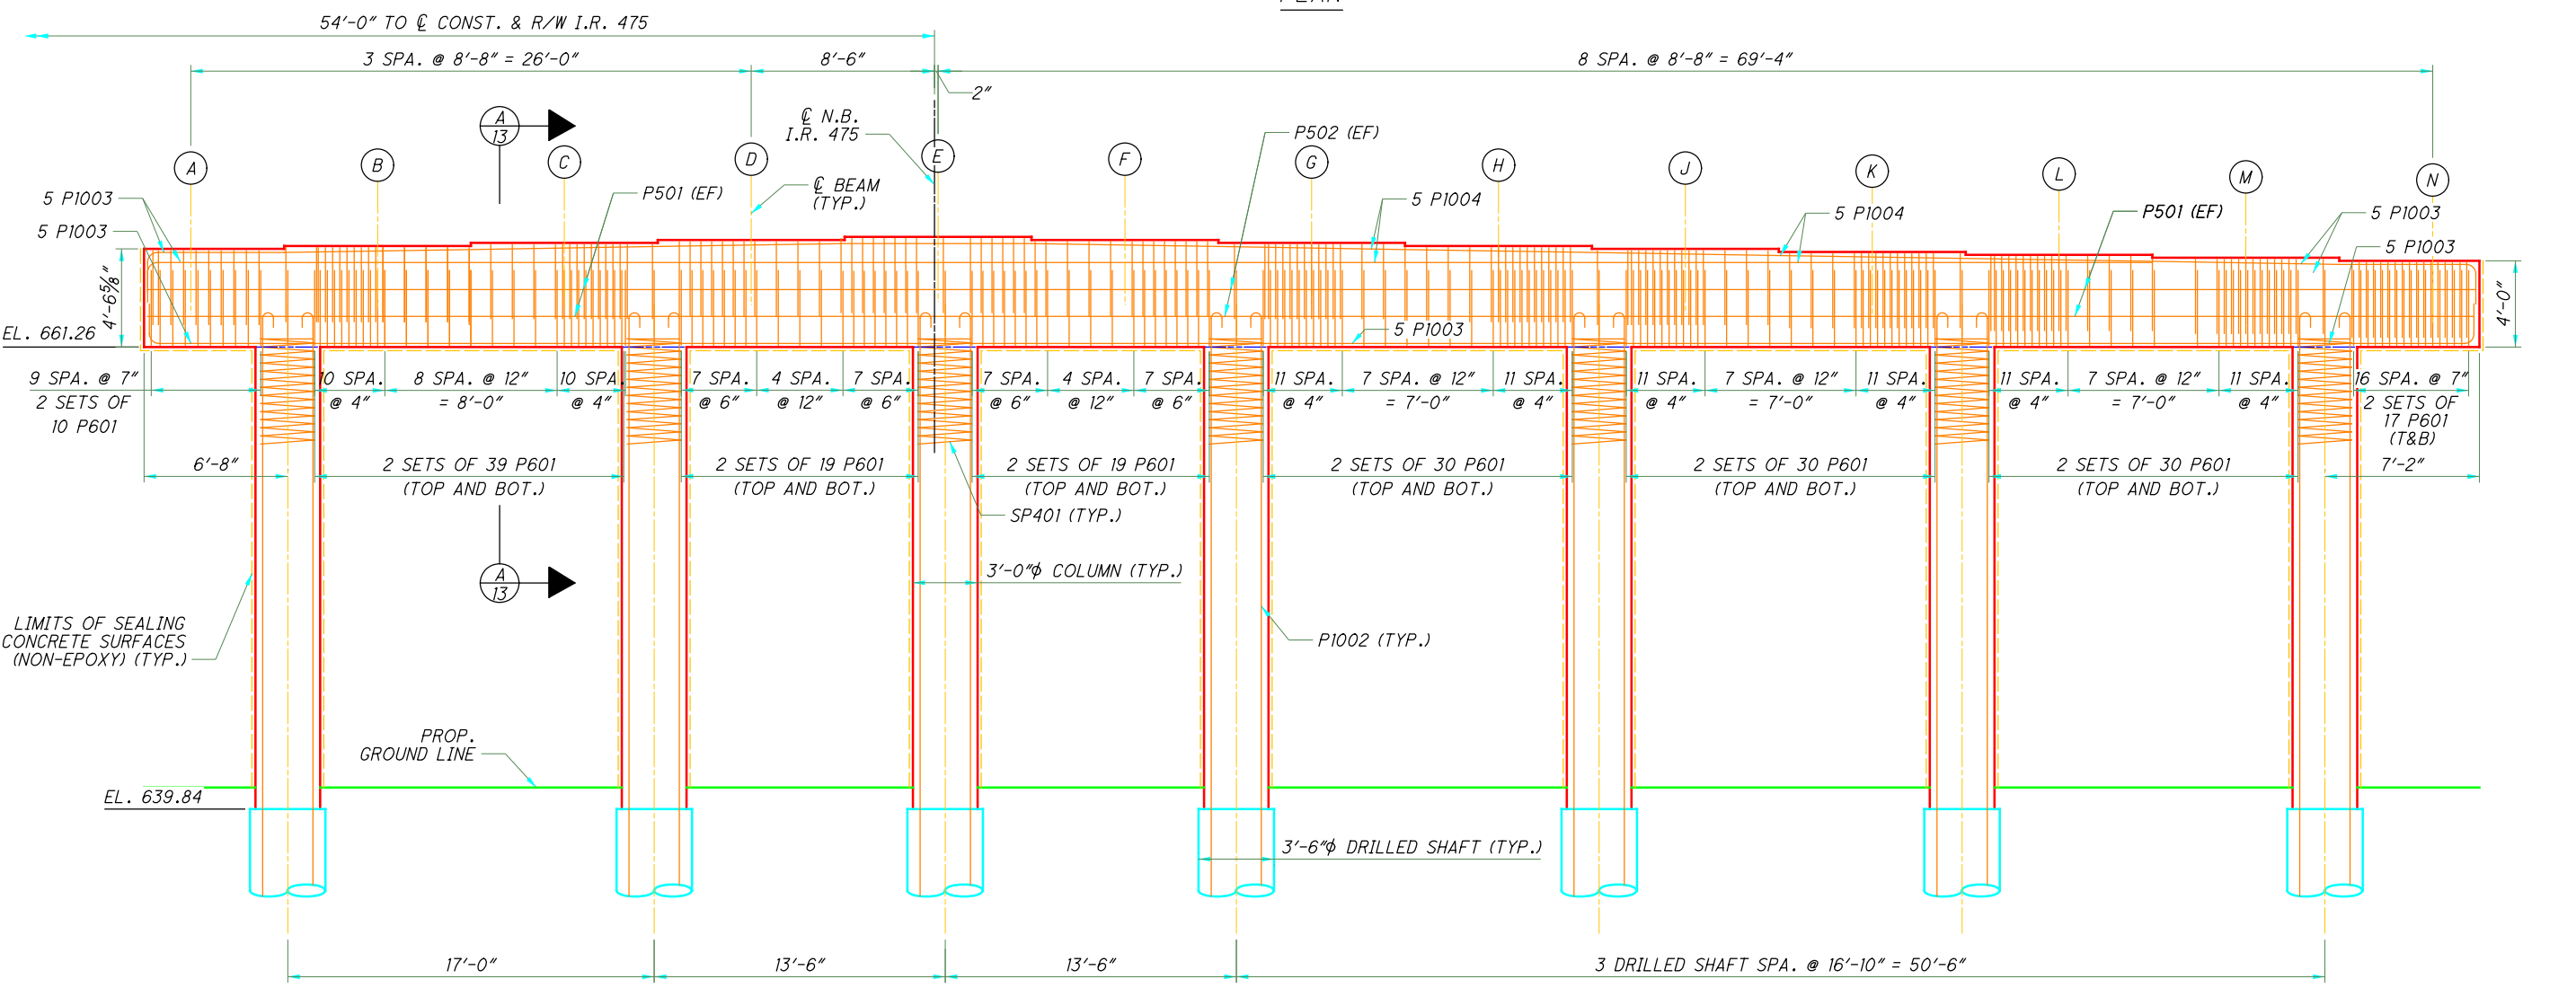 54'-0" TO ℄ CONST. & R/W I.R. 475
3 SPA. @ 8'-8" = 26'-0"
8'-6"
8 SPA. @ 8'-8" = 69'-4"
2"
A
13
℄ N.B.
I.R. 475
P502 (EF)
A
B
C
D
E
F
G
H
J
K
L
M
N
5 P1003
5 P1003
P501 (EF)
℄ BEAM
(TYP.)
5 P1004
5 P1004
P501 (EF)
5 P1003
5 P1003
4'-6⅝"
4'-0"
EL. 661.26
5 P1003
9 SPA. @ 7"
2 SETS OF
10 P601
10 SPA.
@ 4"
8 SPA. @ 12"
= 8'-0"
10 SPA.
@ 4"
7 SPA.
@ 6"
4 SPA.
@ 12"
7 SPA.
@ 6"
7 SPA.
@ 6"
4 SPA.
@ 12"
7 SPA.
@ 6"
11 SPA.
@ 4"
7 SPA. @ 12"
= 7'-0"
11 SPA.
@ 4"
11 SPA.
@ 4"
7 SPA. @ 12"
= 7'-0"
11 SPA.
@ 4"
11 SPA.
@ 4"
7 SPA. @ 12"
= 7'-0"
11 SPA.
@ 4"
16 SPA. @ 7"
2 SETS OF
17 P601
(T&B)
6'-8"
2 SETS OF 39 P601
(TOP AND BOT.)
2 SETS OF 19 P601
(TOP AND BOT.)
2 SETS OF 19 P601
(TOP AND BOT.)
2 SETS OF 30 P601
(TOP AND BOT.)
2 SETS OF 30 P601
(TOP AND BOT.)
2 SETS OF 30 P601
(TOP AND BOT.)
7'-2"
SP401 (TYP.)
A
13
3'-0"ϕ COLUMN (TYP.)
LIMITS OF SEALING
CONCRETE SURFACES
(NON-EPOXY) (TYP.)
P1002 (TYP.)
PROP.
GROUND LINE
EL. 639.84
3'-6"ϕ DRILLED SHAFT (TYP.)
17'-0"
13'-6"
13'-6"
3 DRILLED SHAFT SPA. @ 16'-10" = 50'-6"